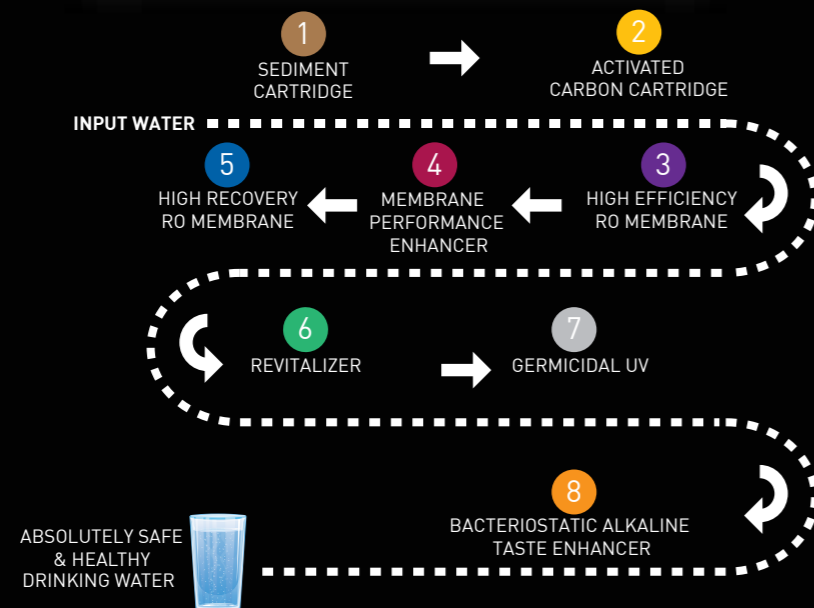 1
SEDIMENT
CARTRIDGE
2
ACTIVATED
CARBON CARTRIDGE
INPUT WATER
3
HIGH EFFICIENCY
RO MEMBRANE
4
MEMBRANE
PERFORMANCE
ENHANCER
5
HIGH RECOVERY
RO MEMBRANE
6
REVITALIZER
7
GERMICIDAL UV
8
BACTERIOSTATIC ALKALINE
TASTE ENHANCER
ABSOLUTELY SAFE
& HEALTHY
DRINKING WATER